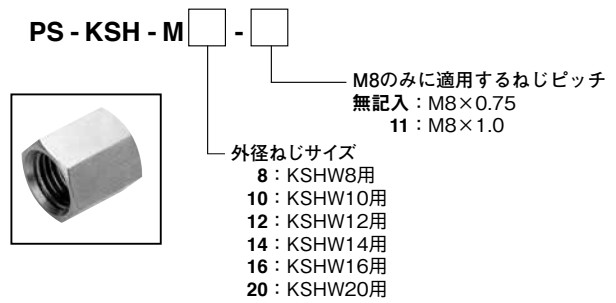 PS - KSH - M□ - □
M8のみに適用するねじピッチ
無記入：M8×0.75
11：M8×1.0
外径ねじサイズ
8：KSHW8用
10：KSHW10用
12：KSHW12用
14：KSHW14用
16：KSHW16用
20：KSHW20用